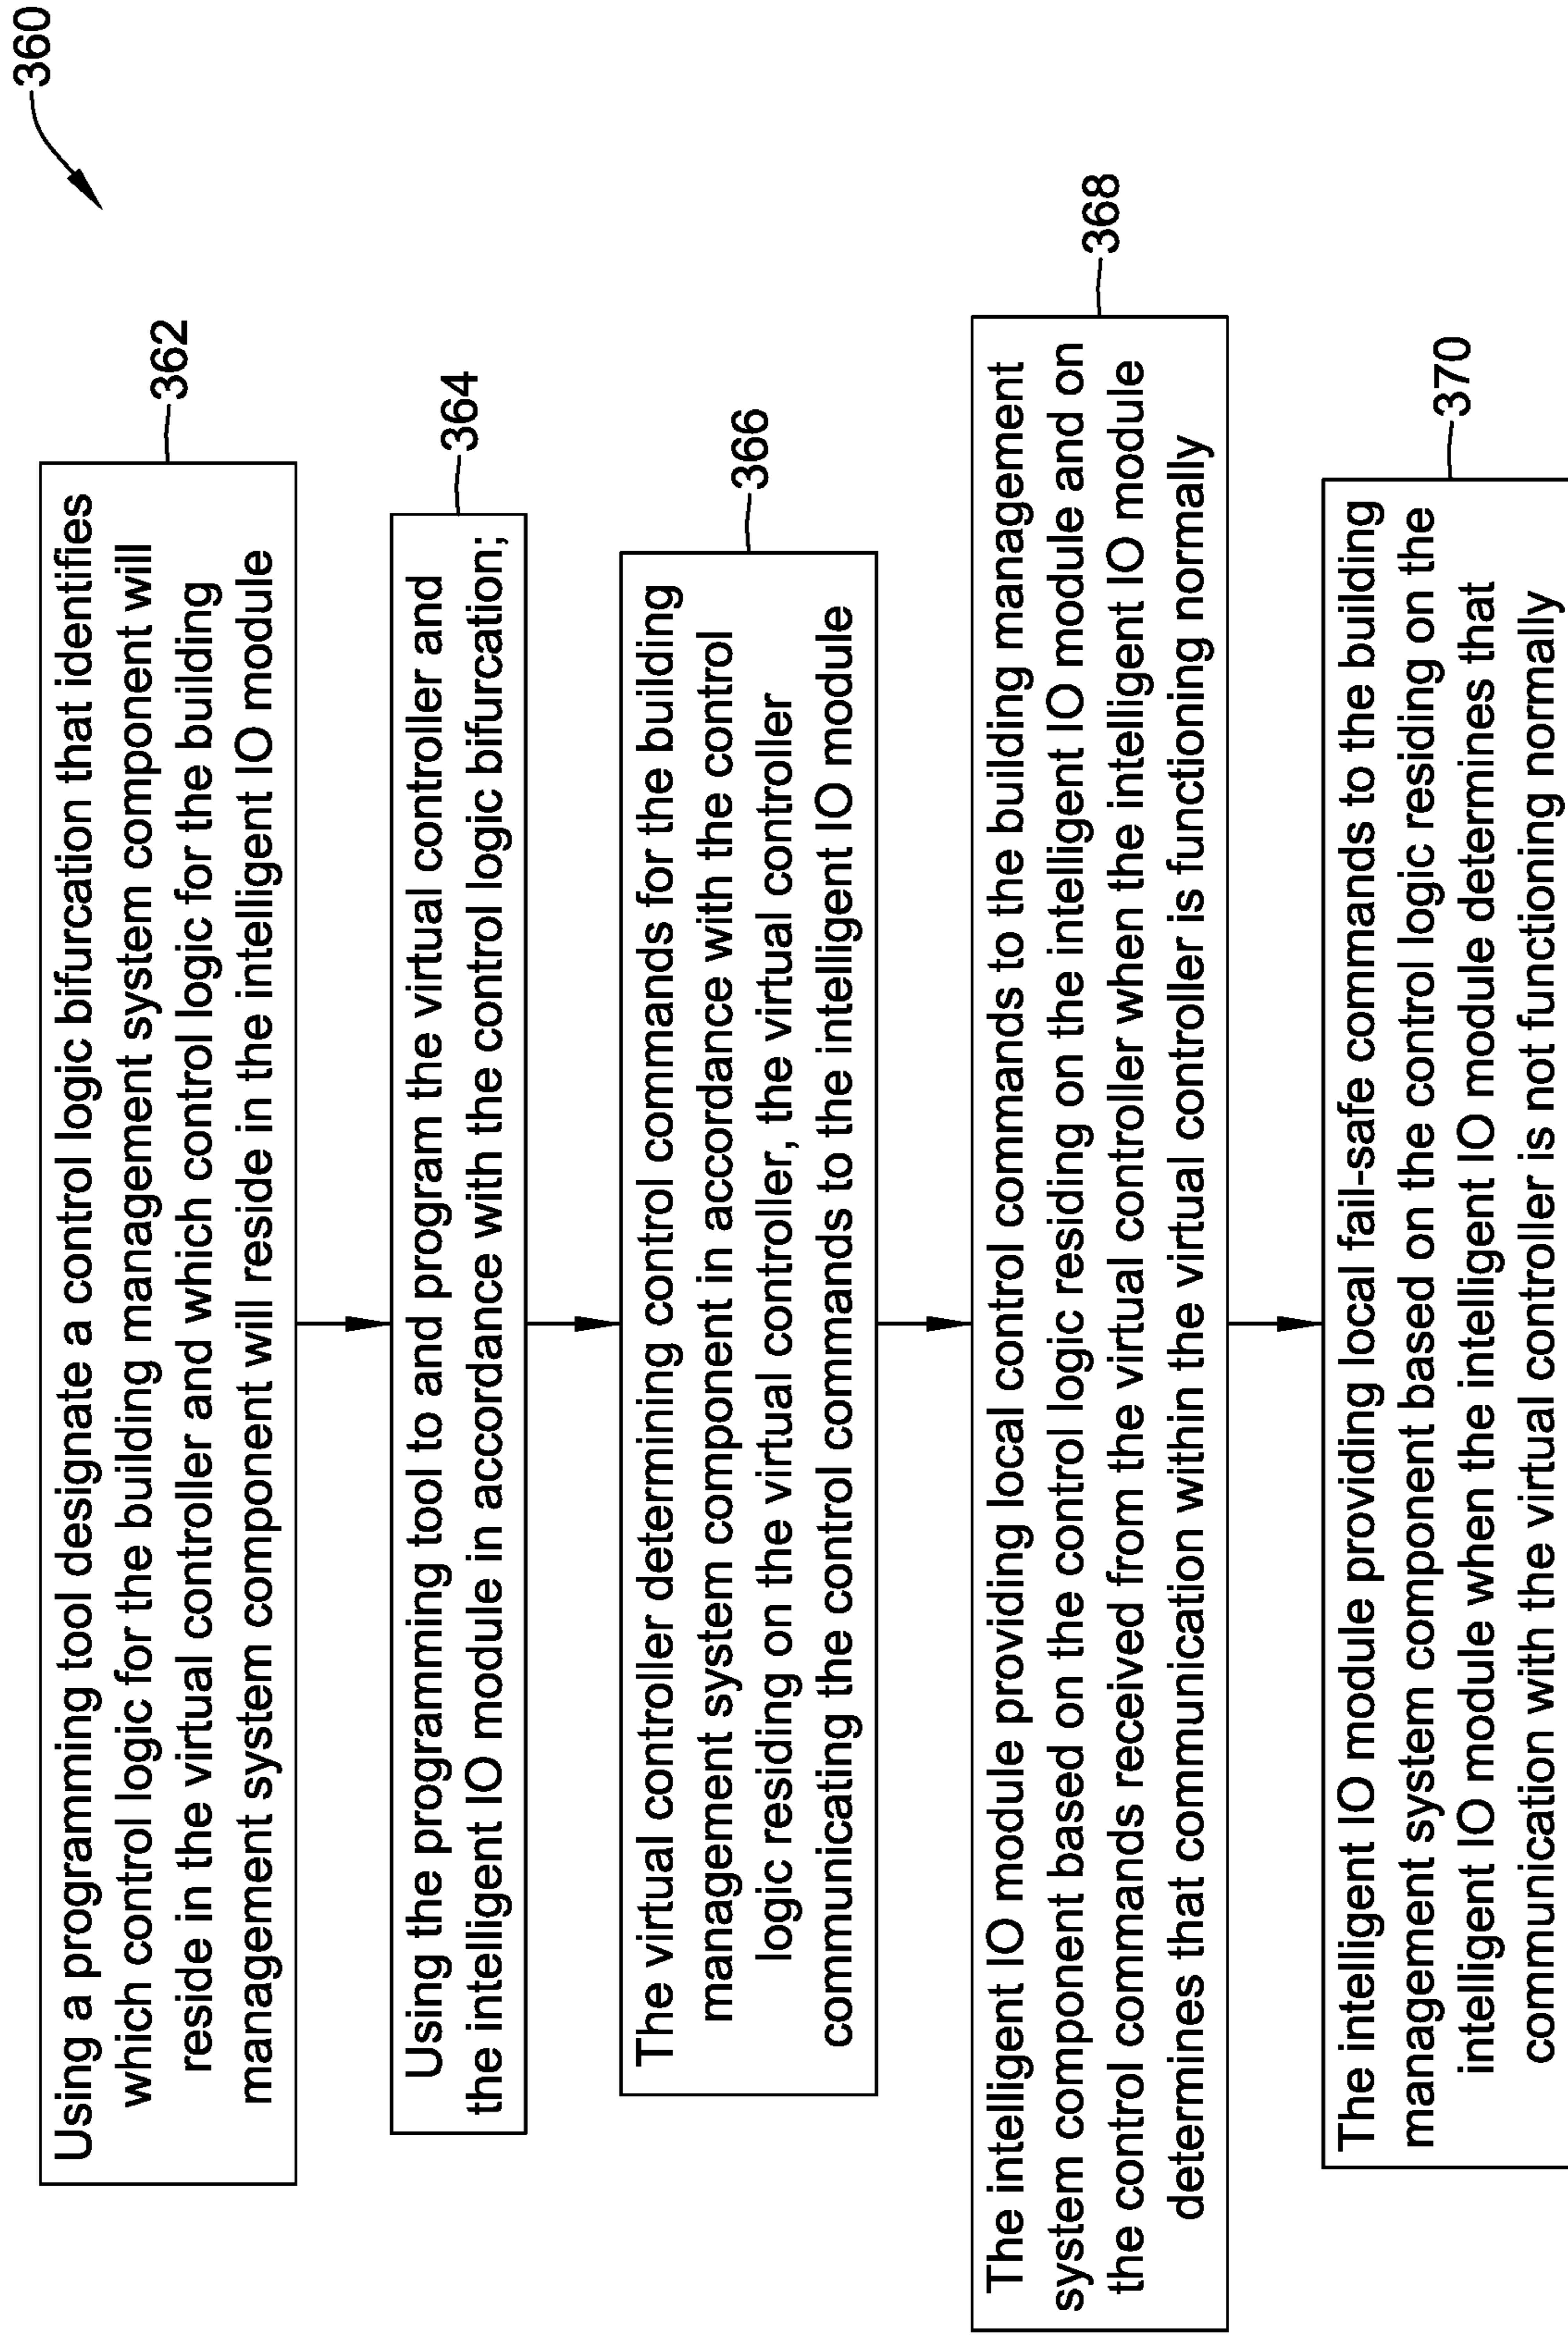 360
Using a programming tool designate a control logic bifurcation that identifies
which control logic for the building management system component will
reside in the virtual controller and which control logic for the building
management system component will reside in the intelligent IO module
362
Using the programming tool to and program the virtual controller and
the intelligent IO module in accordance with the control logic bifurcation;
364
The virtual controller determining control commands for the building
management system component in accordance with the control
logic residing on the virtual controller, the virtual controller
communicating the control commands to the intelligent IO module
366
The intelligent IO module providing local control commands to the building management
system component based on the control logic residing on the intelligent IO module and on
the control commands received from the virtual controller when the intelligent IO module
determines that communication within the virtual controller is functioning normally
368
The intelligent IO module providing local fail-safe commands to the building
management system component based on the control logic residing on the
intelligent IO module when the intelligent IO module determines that
communication with the virtual controller is not functioning normally
370